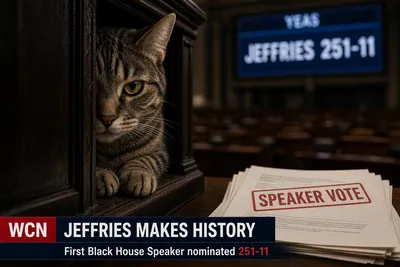 YEAS
JEFFRIES 251-11
SPEAKER VOTE
WCN
JEFFRIES MAKES HISTORY
First Black House Speaker nominated 251-11